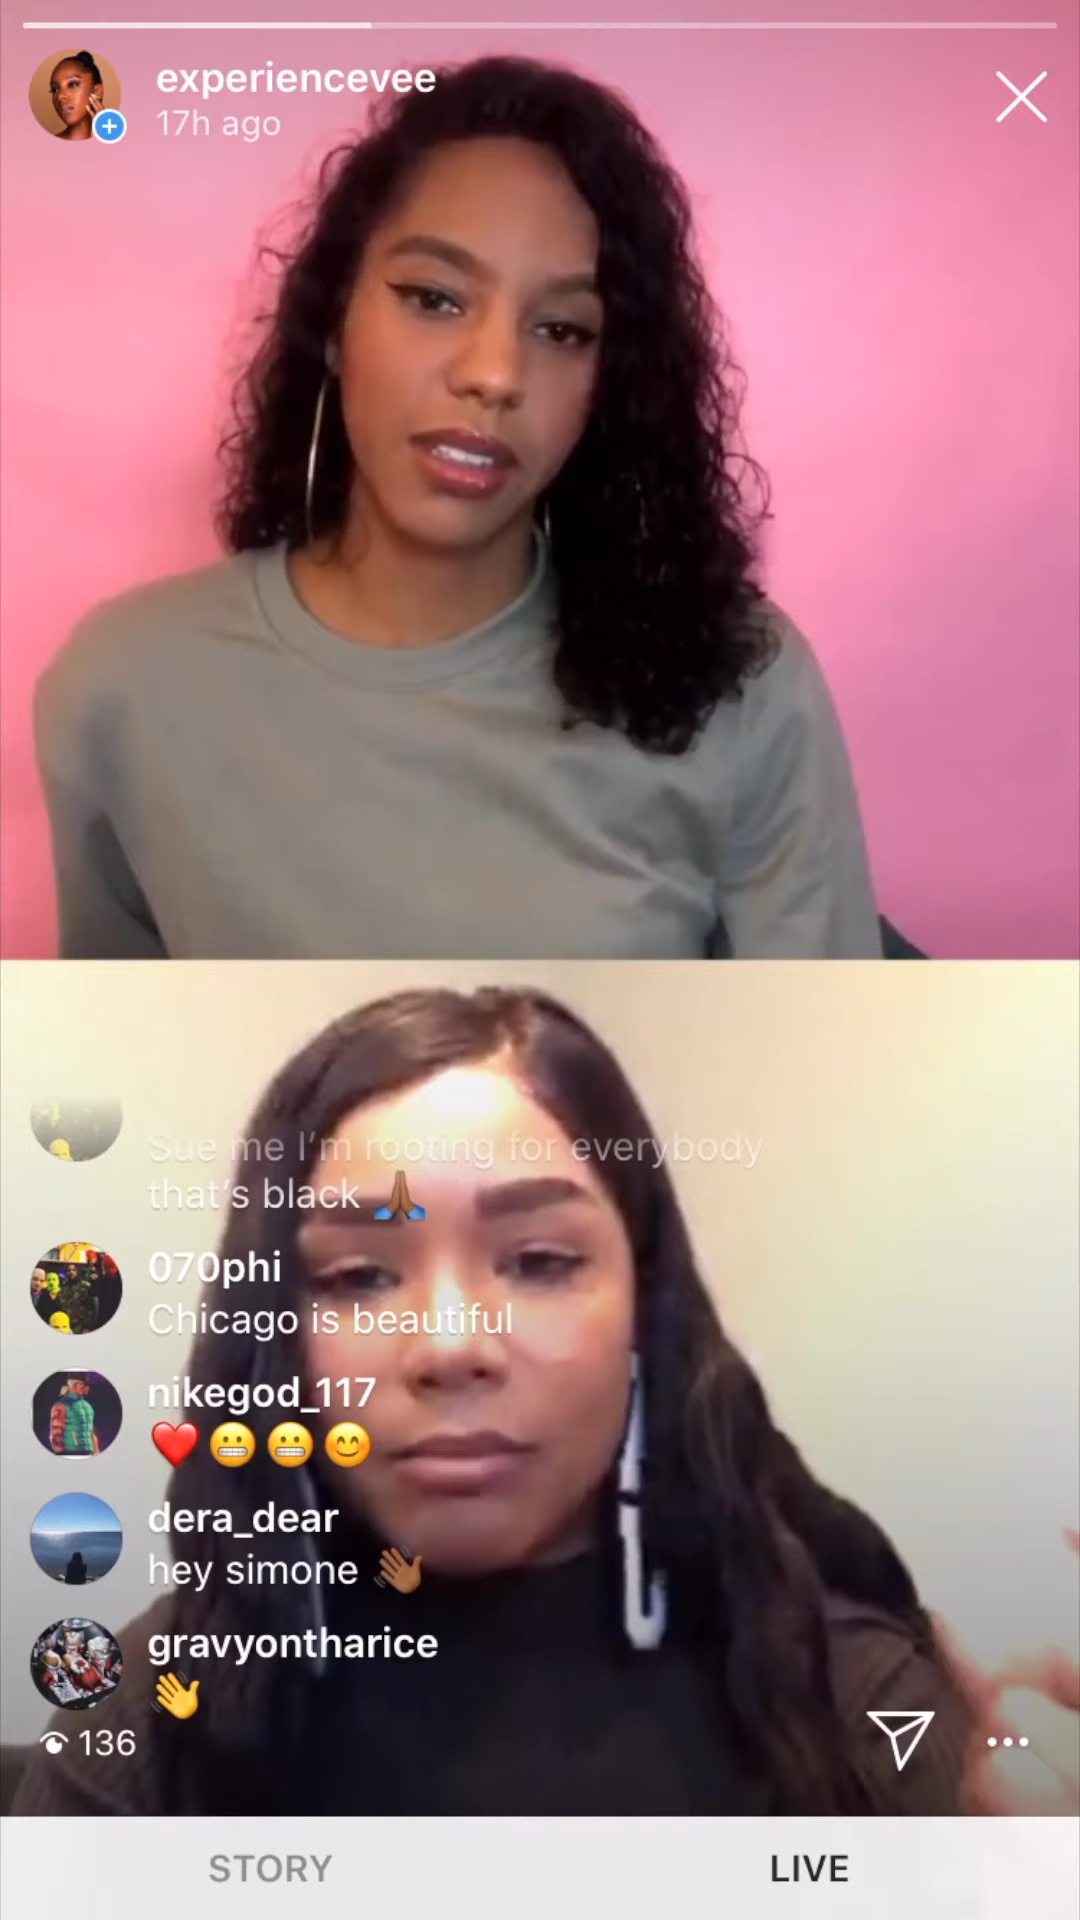 experiencevee
17h ago
Sue me I'm rooting for everybody
that's black 🙏🏾
070phi
Chicago is beautiful
nikegod_117
❤️😬😬😊
dera_dear
hey simone 👋🏾
gravyontharice
👋
136
STORY
LIVE